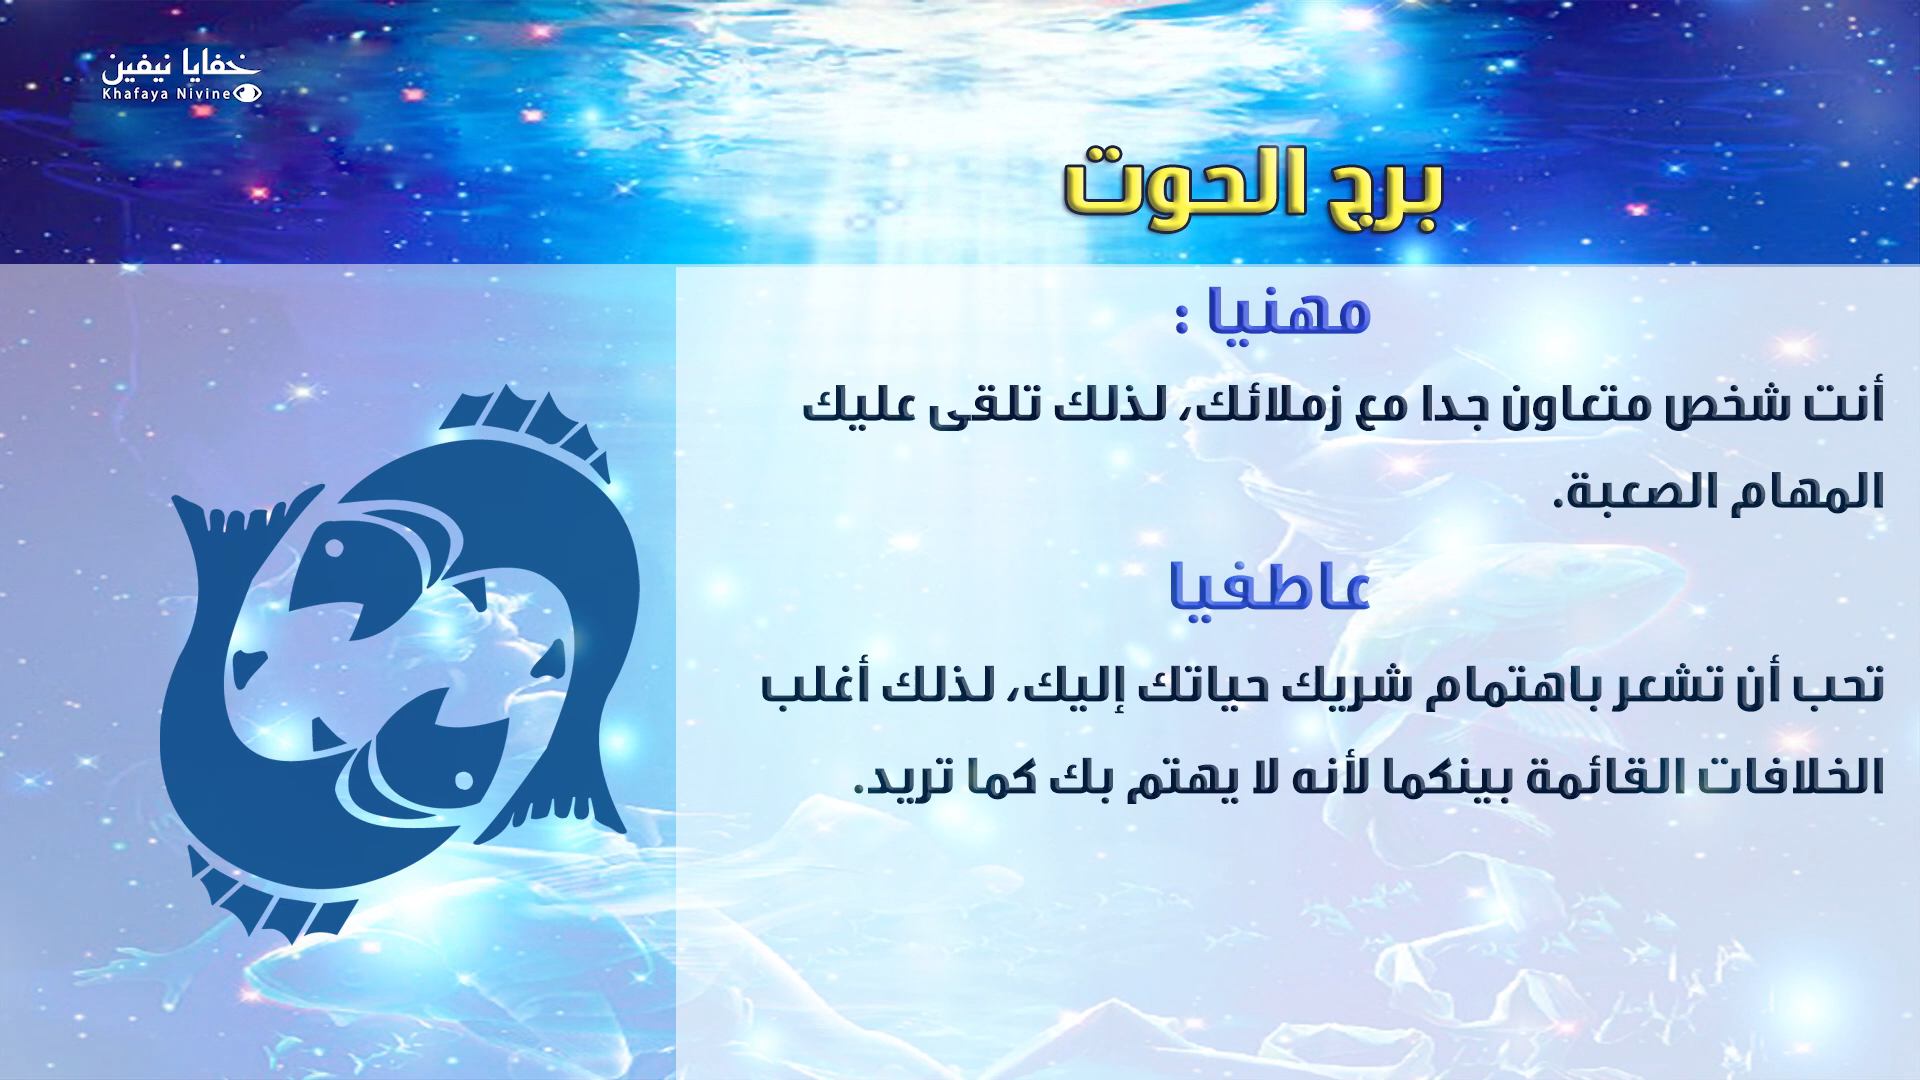 خفايا نيفين
Khafaya Nivine
برج الحوت
مهنيا :
أنت شخص متعاون جدا مع زملائك، لذلك تلقى عليك
المهام الصعبة.
عاطفيا
تحب أن تشعر باهتمام شريك حياتك إليك، لذلك أغلب
الخلافات القائمة بينكما لأنه لا يهتم بك كما تريد.